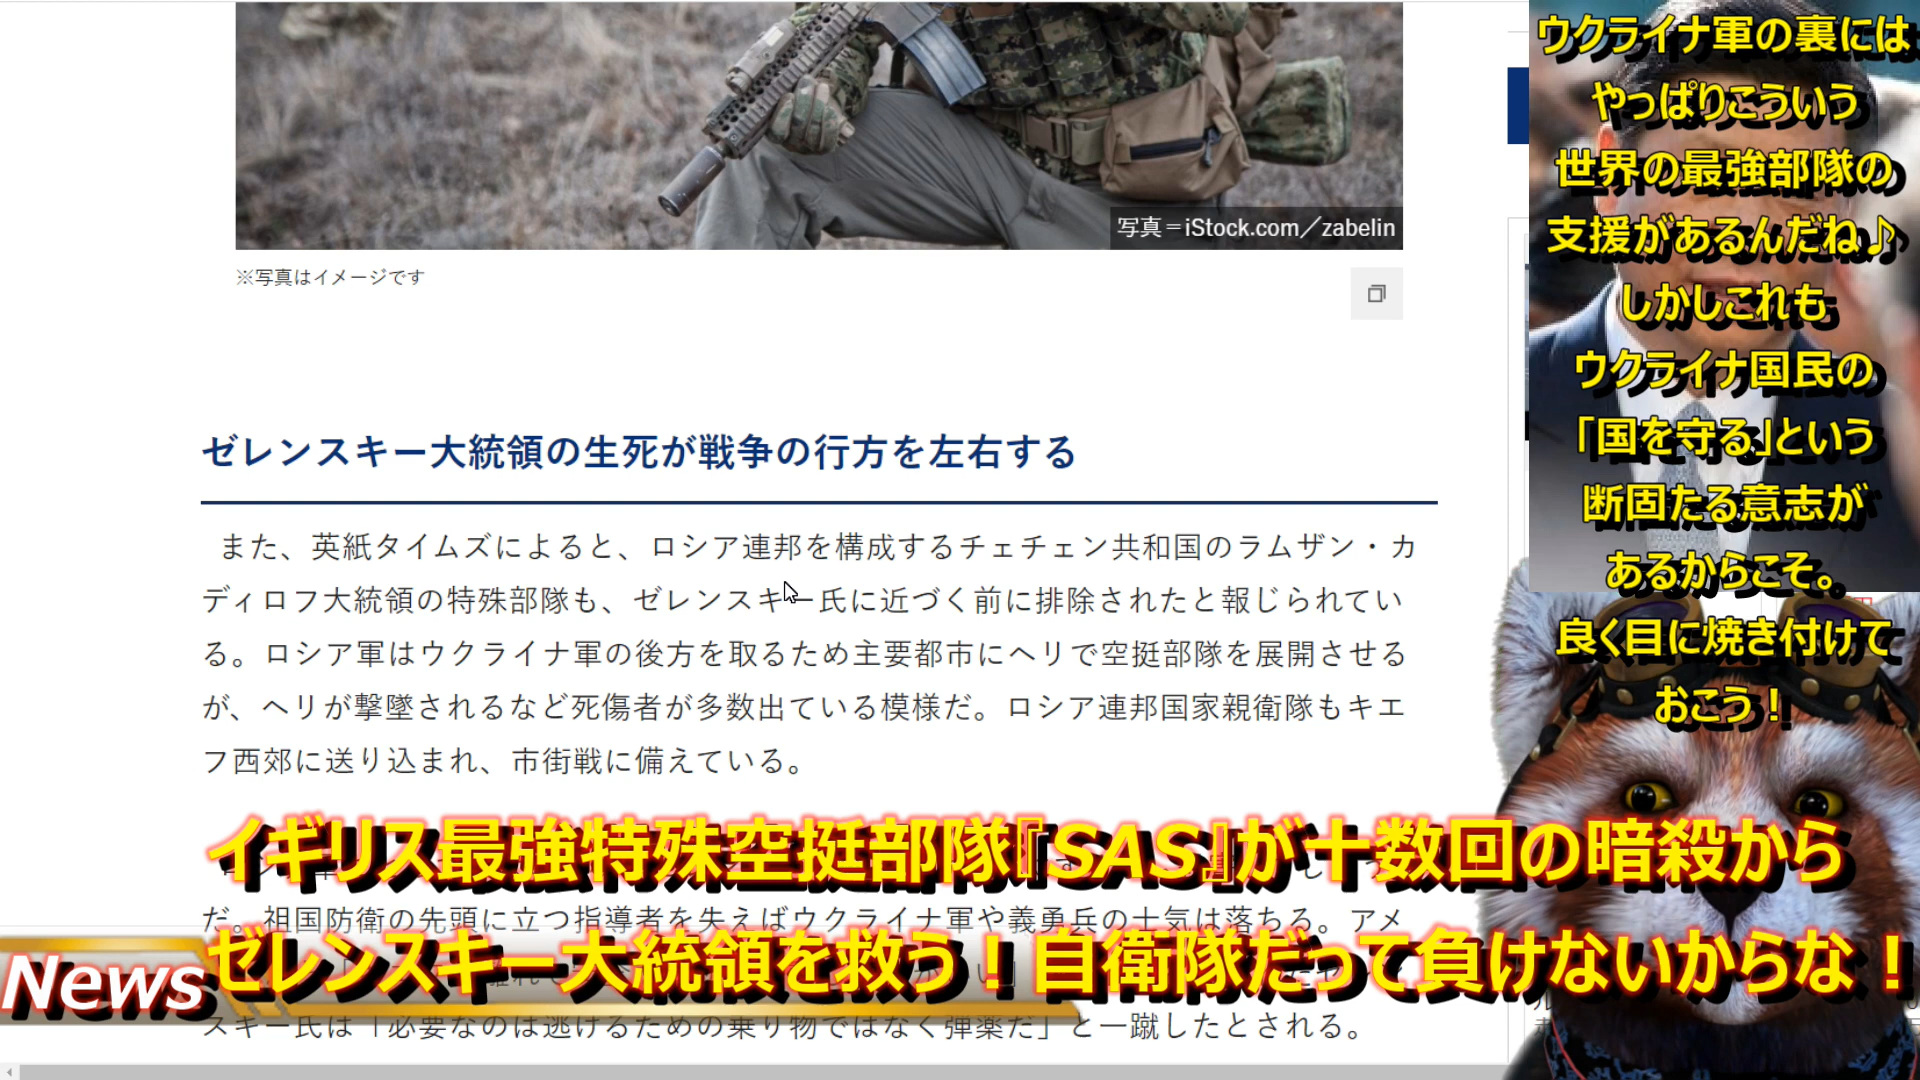 写真＝iStock.com／zabelin
※写真はイメージです
ゼレンスキー大統領の生死が戦争の行方を左右する
また、英紙タイムズによると、ロシア連邦を構成するチェチェン共和国のラムザン・カ
ディロフ大統領の特殊部隊も、ゼレンスキー氏に近づく前に排除されたと報じられてい
る。ロシア軍はウクライナ軍の後方を取るため主要都市にヘリで空挺部隊を展開させる
が、ヘリが撃墜されるなど死傷者が多数出ている模様だ。ロシア連邦国家親衛隊もキエ
フ西郊に送り込まれ、市街戦に備えている。
だ。祖国防衛の先頭に立つ指導者を失えばウクライナ軍や義勇兵の士気は落ちる。アメ
スキー氏は「必要なのは逃げるための乗り物ではなく弾薬だ」と一蹴したとされる。
ウクライナ軍の裏には
やっぱりこういう
世界の最強部隊の
支援があるんだね♪
しかしこれも
ウクライナ国民の
「国を守る」という
断固たる意志が
あるからこそ。
良く目に焼き付けて
おこう！
イギリス最強特殊空挺部隊『SAS』が十数回の暗殺から
ゼレンスキー大統領を救う！自衛隊だって負けないからな！
News